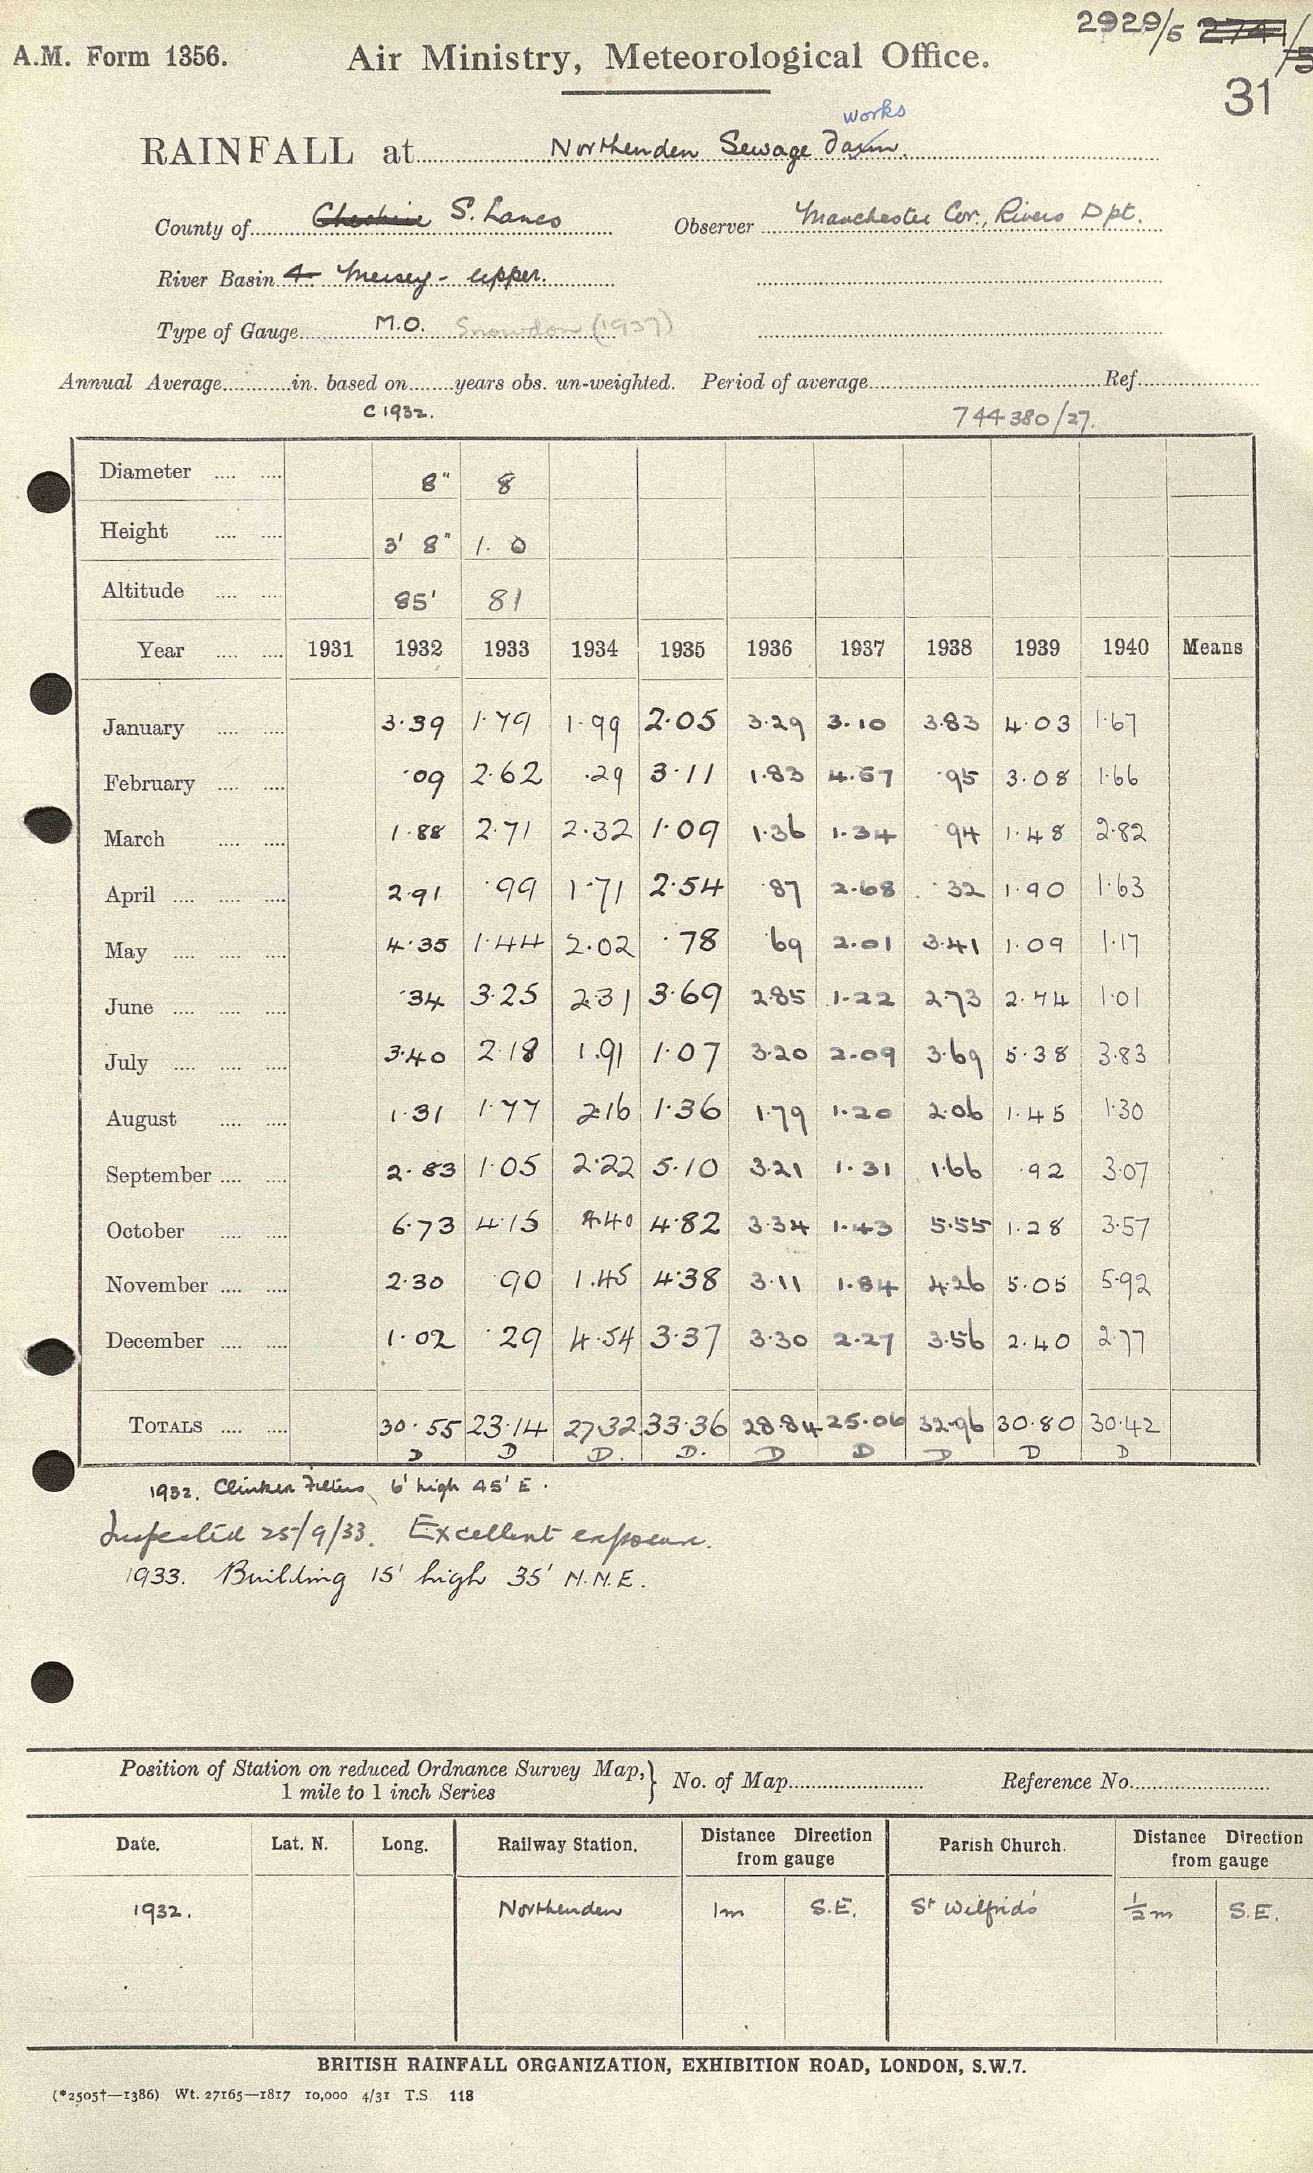 2929/5 2741/5
31
A.M. Form 1356.
Air Ministry, Meteorological Office.
works
RAINFALL at Northenden Sewage Farm.
County of Cheshire S. Lancs Observer Manchester Cor., Rivers Dpt.
River Basin 4 Mersey - upper.
Type of Gauge M.O. Snowdon (1937)
Annual Average in. based on years obs. un-weighted. Period of average Ref.
C 1932. 744380/27.
Diameter 8" 8
Height 3' 8" 1. 0
Altitude 85' 81
Year 1931 1932 1933 1934 1935 1936 1937 1938 1939 1940 Means
January 3.39 1.79 1.99 2.05 3.29 3.10 3.83 4.03 1.67
February .09 2.62 .29 3.11 1.83 4.57 .95 3.08 1.66
March 1.88 2.71 2.32 1.09 1.36 1.34 .94 1.48 2.82
April 2.91 .99 1.71 2.54 .87 2.68 .32 1.90 1.63
May 4.35 1.44 2.02 .78 .69 2.01 3.41 1.09 1.17
June .34 3.25 2.31 3.69 2.85 1.22 2.73 2.74 1.01
July 3.40 2.18 1.91 1.07 3.20 2.09 3.69 5.38 3.83
August 1.31 1.77 2.16 1.36 1.79 1.20 2.06 1.45 1.30
September 2.83 1.05 2.22 5.10 3.21 1.31 1.66 .92 3.07
October 6.73 4.15 4.40 4.82 3.34 1.43 5.55 1.28 3.57
November 2.30 .90 1.45 4.38 3.11 1.84 4.26 5.05 5.92
December 1.02 .29 4.54 3.37 3.30 2.27 3.56 2.40 2.77
TOTALS 30.55 23.14 27.32 33.36 28.84 25.06 32.96 30.80 30.42
D D D. D. D D D D D
1932. Clinker Filters, 6' high 45' E.
Inspected 25/9/33. Excellent exposure.
1933. Building 15' high 35' N.N.E.
Position of Station on reduced Ordnance Survey Map,
1 mile to 1 inch Series } No. of Map Reference No.
Date. Lat. N. Long. Railway Station. Distance Direction from gauge Parish Church. Distance Direction from gauge
1932. Northenden 1m S.E. St Wilfrids ½m S.E.
BRITISH RAINFALL ORGANIZATION, EXHIBITION ROAD, LONDON, S.W.7.
(*2505†—1386) Wt. 27165—1817 10,000 4/31 T.S. 118